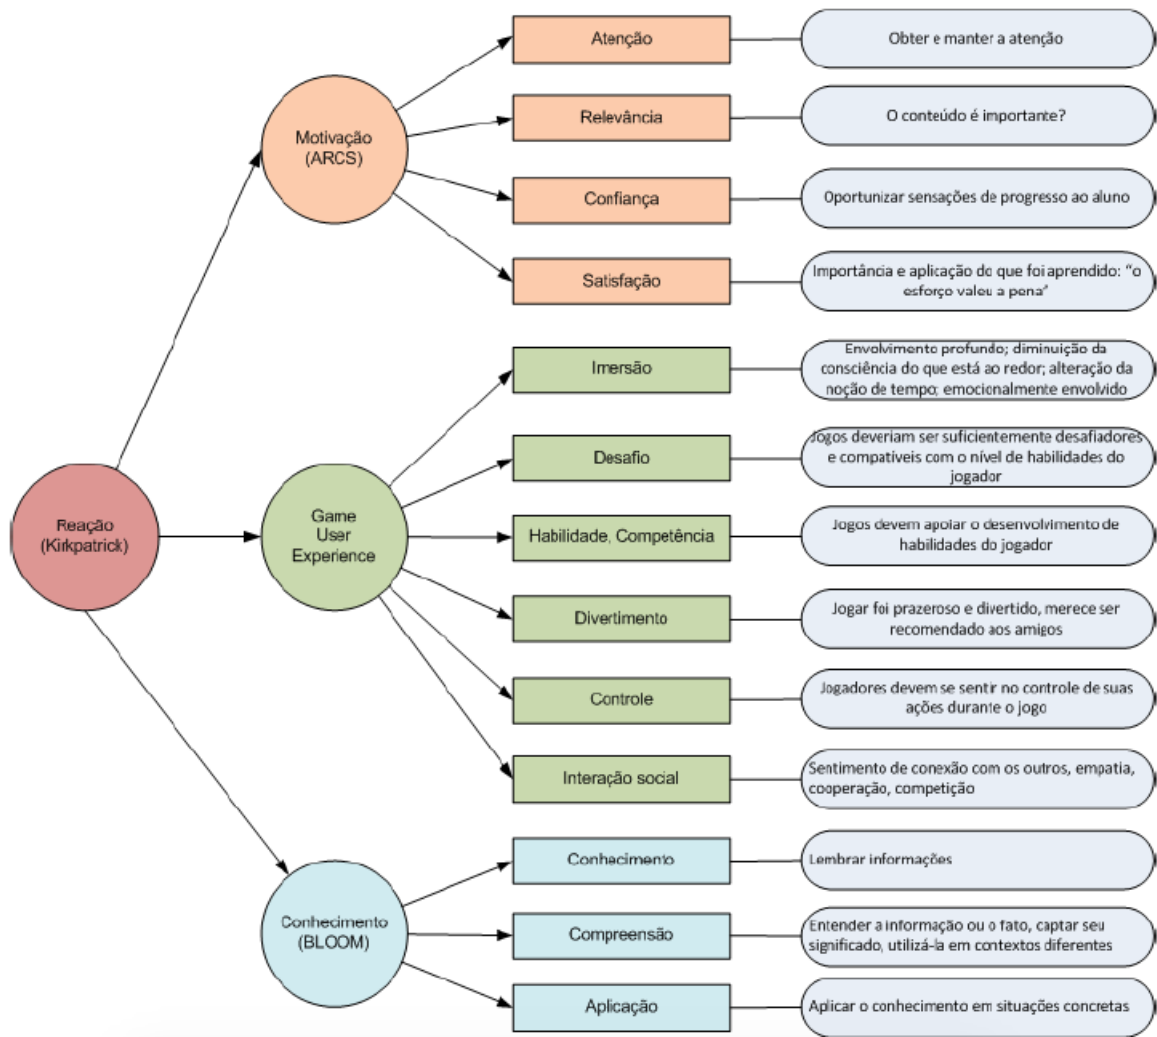 Atenção
Obter e manter a atenção
Motivação
(ARCS)
Relevância
O conteúdo é importante?
Confiança
Oportunizar sensações de progresso ao aluno
Satisfação
Importância e aplicação do que foi aprendido: “o
esforço valeu a pena”
Reação
(Kirkpatrick)
Game
User
Experience
Imersão
Envolvimento profundo; diminuição da
consciência do que está ao redor; alteração da
noção de tempo; emocionalmente envolvido
Desafio
Jogos deveriam ser suficientemente desafiadores
e compatíveis com o nível de habilidades do
jogador
Habilidade, Competência
Jogos devem apoiar o desenvolvimento de
habilidades do jogador
Divertimento
Jogar foi prazeroso e divertido, merece ser
recomendado aos amigos
Controle
Jogadores devem se sentir no controle de suas
ações durante o jogo
Interação social
Sentimento de conexão com os outros, empatia,
cooperação, competição
Conhecimento
(BLOOM)
Conhecimento
Lembrar informações
Compreensão
Entender a informação ou o fato, captar seu
significado, utilizá-la em contextos diferentes
Aplicação
Aplicar o conhecimento em situações concretas